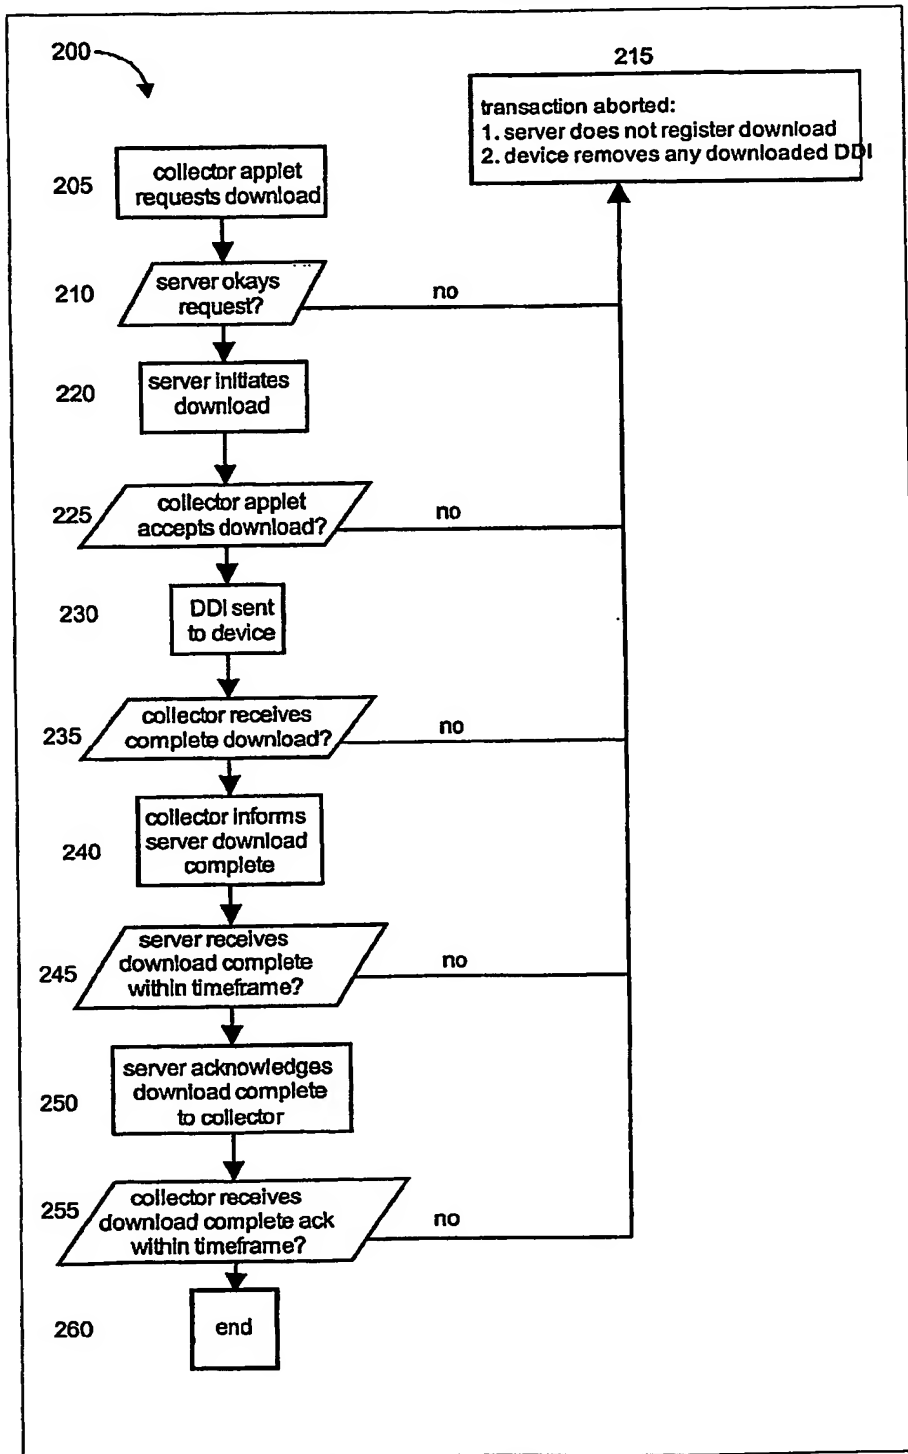 200
215
transaction aborted:
1. server does not register download
2. device removes any downloaded DDI
205
collector applet
requests download
210
server okays
request?
no
220
server initiates
download
225
collector applet
accepts download?
no
230
DDI sent
to device
235
collector receives
complete download?
no
240
collector informs
server download
complete
245
server receives
download complete
within timeframe?
no
250
server acknowledges
download complete
to collector
255
collector receives
download complete ack
within timeframe?
no
260
end